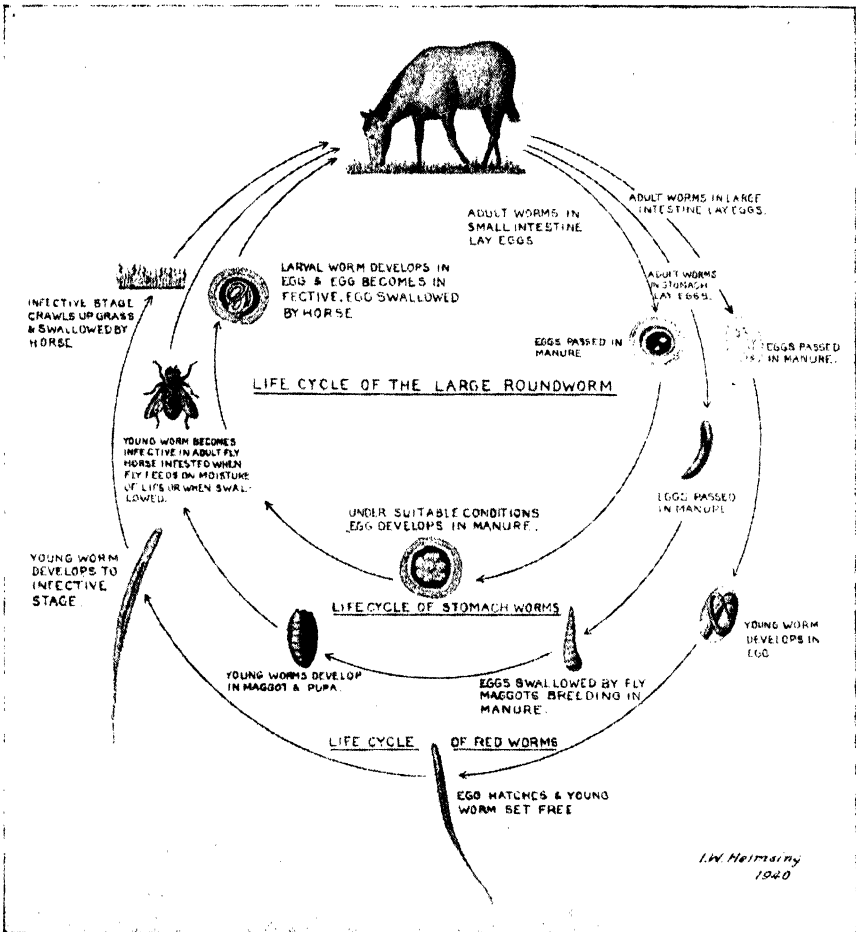 ADULT WORMS IN LARGE
INTESTINE LAY EGGS.
ADULT WORMS IN
SMALL INTESTINE
LAY EGGS
ADULT WORMS
IN STOMACH
LAY EGGS.
LARVAL WORM DEVELOPS IN
EGG & EGG BECOMES IN
FECTIVE. EGG SWALLOWED
BY HORSE
INFECTIVE STAGE
CRAWLS UP GRASS
& SWALLOWED BY
HORSE
EGGS PASSED IN
MANURE
EGGS PASSED
IN MANURE.
LIFE CYCLE OF THE LARGE ROUNDWORM
YOUNG WORM BECOMES
INFECTIVE IN ADULT FLY
HORSE INFESTED WHEN
FLY FEEDS ON MOISTURE
OF LIPS OR WHEN SWAL-
LOWED.
EGGS PASSED
IN MANURE
UNDER SUITABLE CONDITIONS
EGG DEVELOPS IN MANURE.
YOUNG WORM
DEVELOPS TO
INFECTIVE
STAGE.
LIFE CYCLE OF STOMACH WORMS
YOUNG WORM
DEVELOPS IN
EGG
YOUNG WORMS DEVELOP
IN MAGGOT & PUPA.
EGGS SWALLOWED BY FLY
MAGGOTS BREEDING IN
MANURE.
LIFE CYCLE OF RED WORMS
EGG HATCHES & YOUNG
WORM SET FREE
I.W. Helmsing
1940